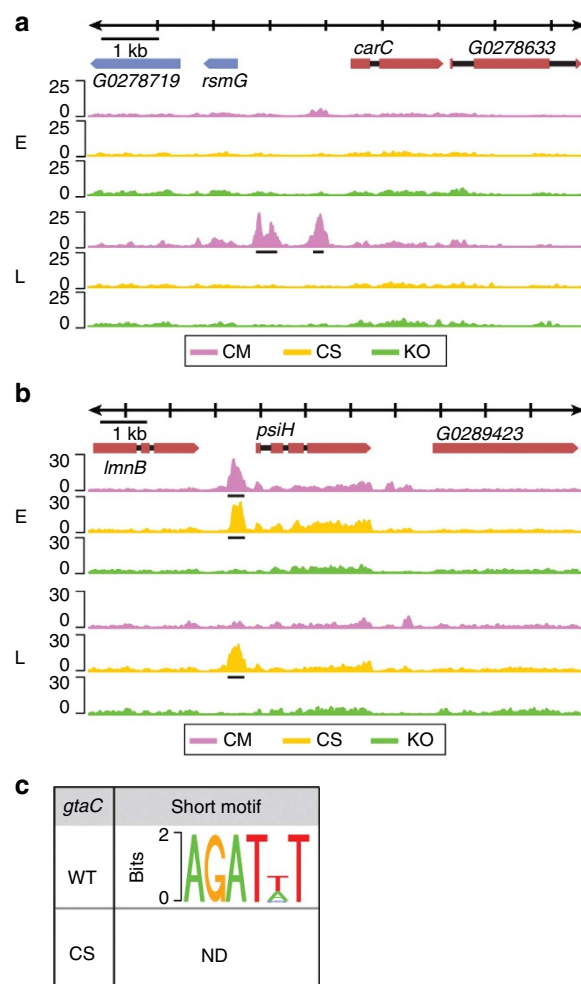 a
1 kb
carC
G0278633
G0278719
rsmG
25
0
25
E
0
25
0
25
0
25
L
0
25
0
CM
CS
KO
b
1 kb
psiH
G0289423
lmnB
30
0
30
E
0
30
0
30
0
30
L
0
30
0
CM
CS
KO
c
gtaC
Short motif
WT
Bits
2
0
AGATTT
A
CS
ND